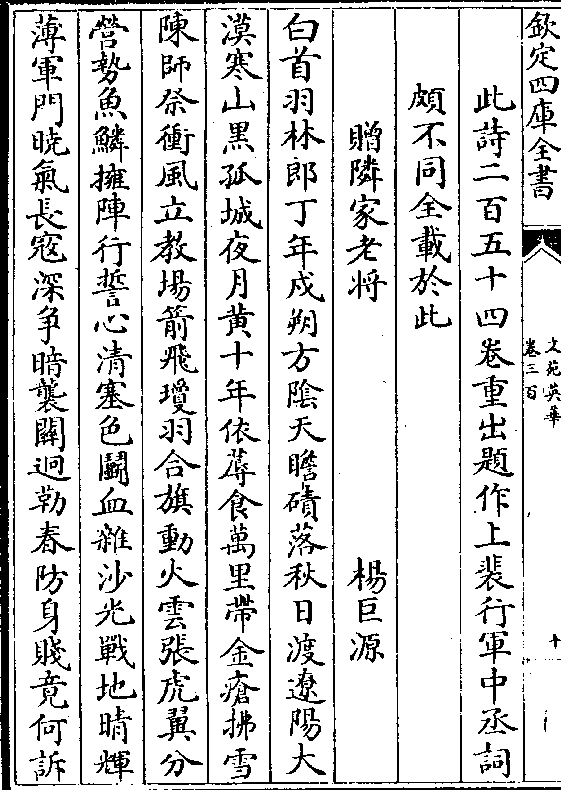 欽定四庫全書
文苑英華
卷三百
十
此詩二百五十四卷重出題作上裴行軍中丞詞
頗不同全載於此
贈隣家老将 楊巨源
白首羽林郎丁年戍朔方陰天瞻磧落秋日渡遼陽大
漠寒山黒孤城夜月黄十年依蓐食萬里帶金瘡拂雪
陳師祭衝風立教場箭飛瓊羽合旗動火雲張虎翼分
營勢魚鱗擁陣行誓心清塞色鬭血雜沙光戰地晴輝
薄軍門曉氣長寇深争暗襲闗迥勒春防身賤竟何訴